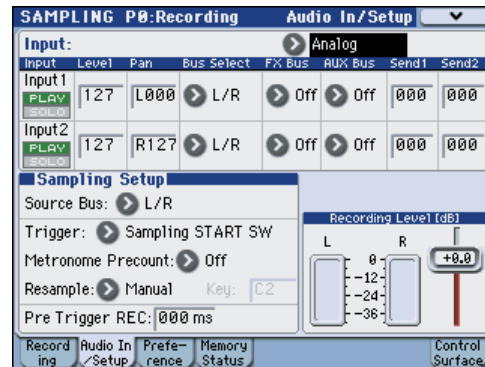 SAMPLING P0:Recording Audio In/Setup
Input: Analog
Input Level Pan Bus Select FX Bus AUX Bus Send1 Send2
Input1
PLAY 127 L000 L/R Off Off 000 000
SOLO
Input2
PLAY 127 R127 L/R Off Off 000 000
SOLO
Sampling Setup
Source Bus: L/R
Recording Level [dB]
Trigger: Sampling START SW
L R
Metronome Precount: Off
0 +0.0
-12
Resample: Manual Key: C2
-24
-36
Pre Trigger REC: 000 ms
Record Audio In Prefe- Memory Control
ing /Setup rence Status Surface